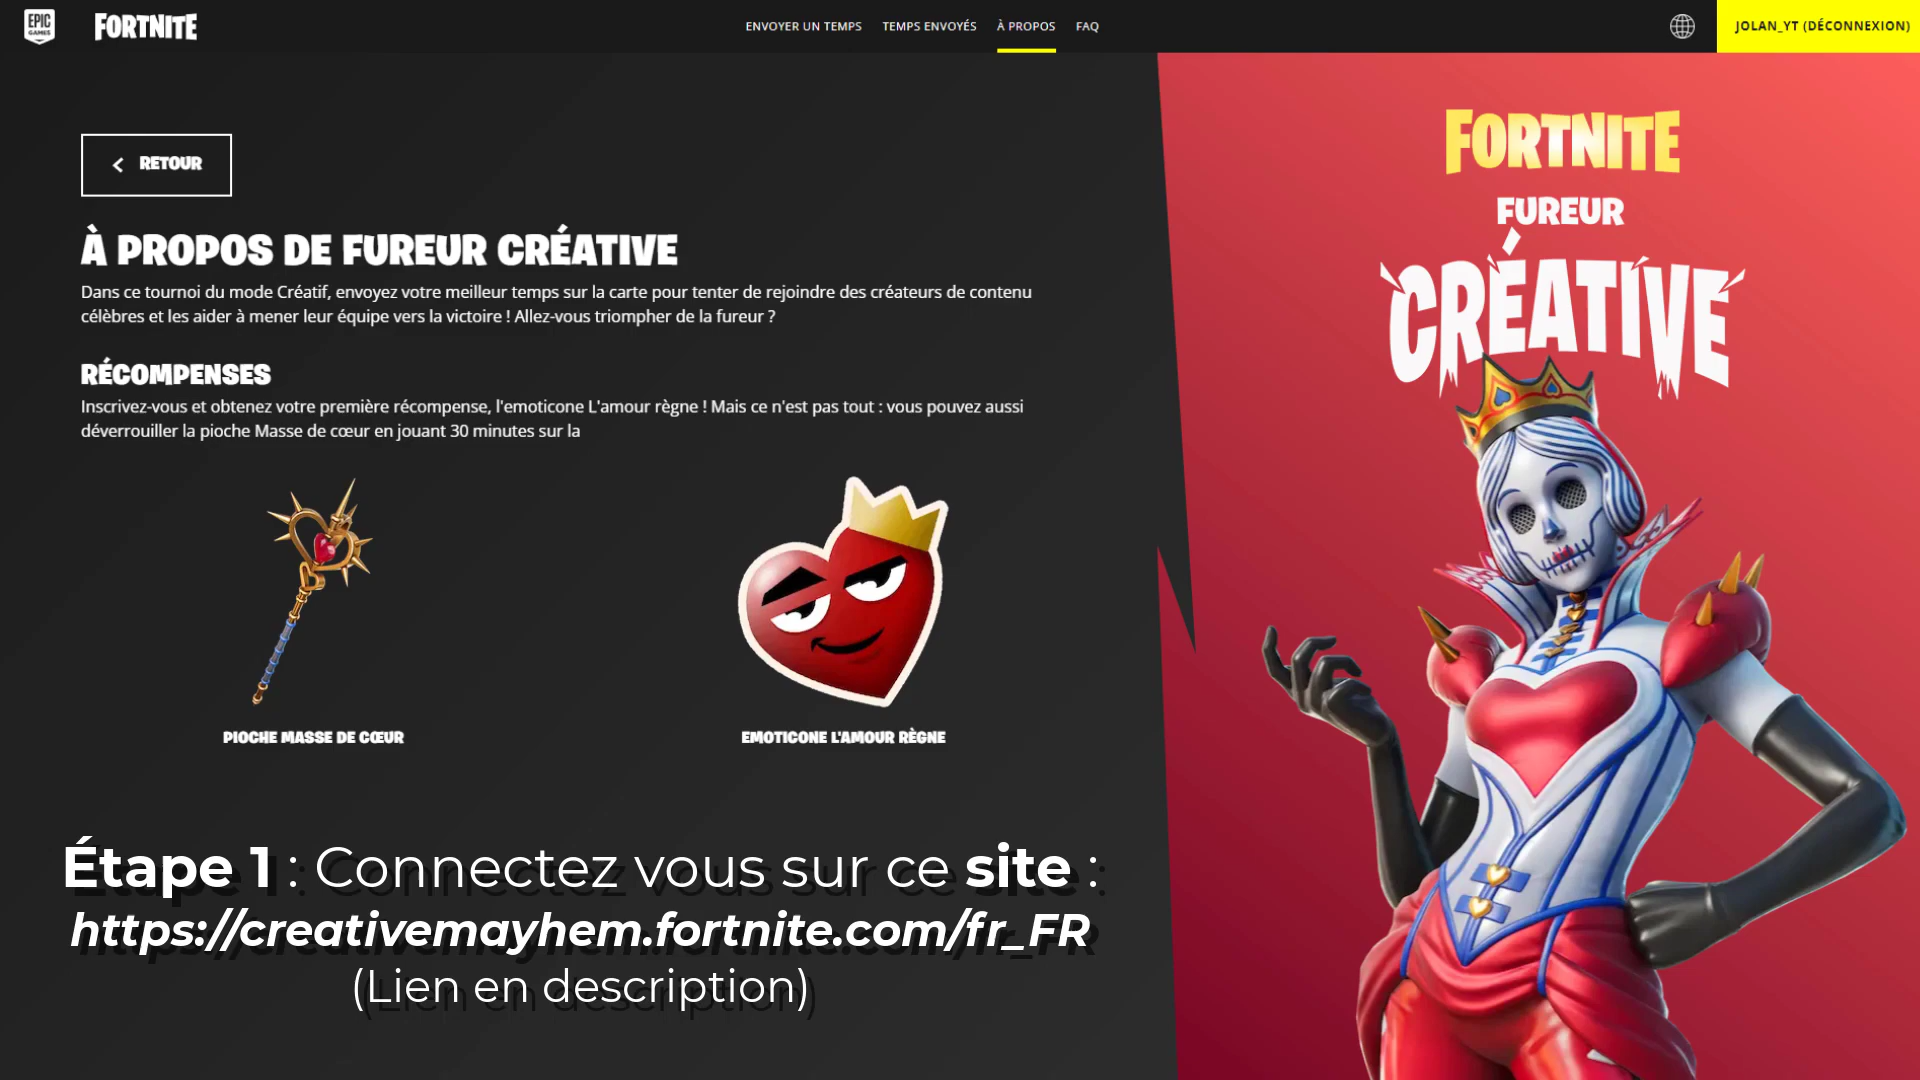 EPIC GAMES
FORTNITE
ENVOYER UN TEMPS
TEMPS ENVOYÉS
À PROPOS
FAQ
JOLAN_YT (DÉCONNEXION)
RETOUR
À PROPOS DE FUREUR CRÉATIVE
Dans ce tournoi du mode Créatif, envoyez votre meilleur temps sur la carte pour tenter de rejoindre des créateurs de contenu
célèbres et les aider à mener leur équipe vers la victoire ! Allez-vous triompher de la fureur ?
RÉCOMPENSES
Inscrivez-vous et obtenez votre première récompense, l'emoticone L'amour règne ! Mais ce n'est pas tout : vous pouvez aussi
déverrouiller la pioche Masse de cœur en jouant 30 minutes sur la
PIOCHE MASSE DE CŒUR
EMOTICONE L'AMOUR RÈGNE
Étape 1 : Connectez vous sur ce site :
https://creativemayhem.fortnite.com/fr_FR
(Lien en description)
FORTNITE
FUREUR
CRÉATIVE